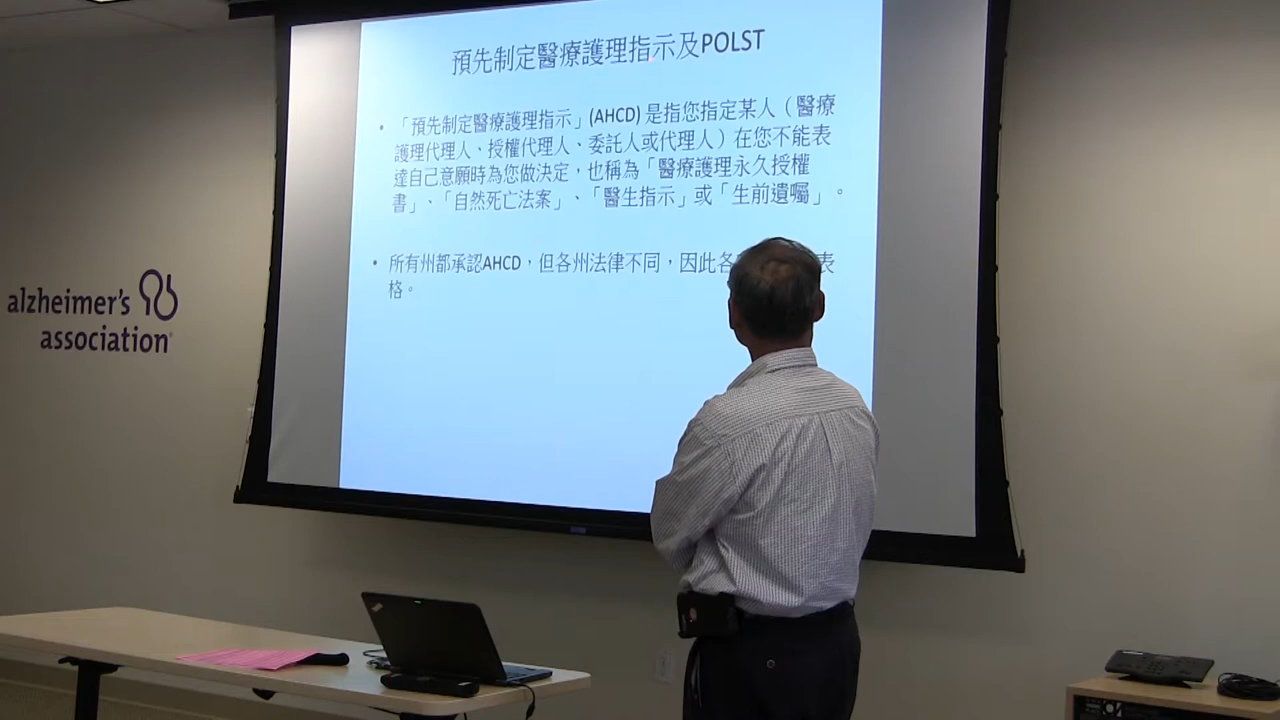 預先制定醫療護理指示及POLST
• 「預先制定醫療護理指示」(AHCD) 是指您指定某人（醫療
護理代理人、授權代理人、委託人或代理人）在您不能表
達自己意願時為您做決定，也稱為「醫療護理永久授權
書」、「自然死亡法案」、「醫生指示」或「生前遺囑」。
• 所有州都承認AHCD，但各州法律不同，因此各 表
格。
alzheimer's
association